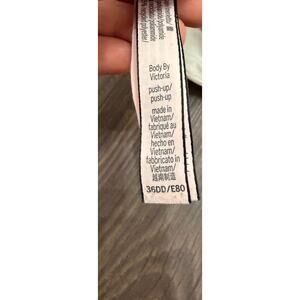 Body By
Victoria
push-up/
push-up
made in
Vietnam/
fabriqué au
Vietnam/
hecho en
Vietnam/
fabbricato in
Vietnam/
越南制造
36DD/E80